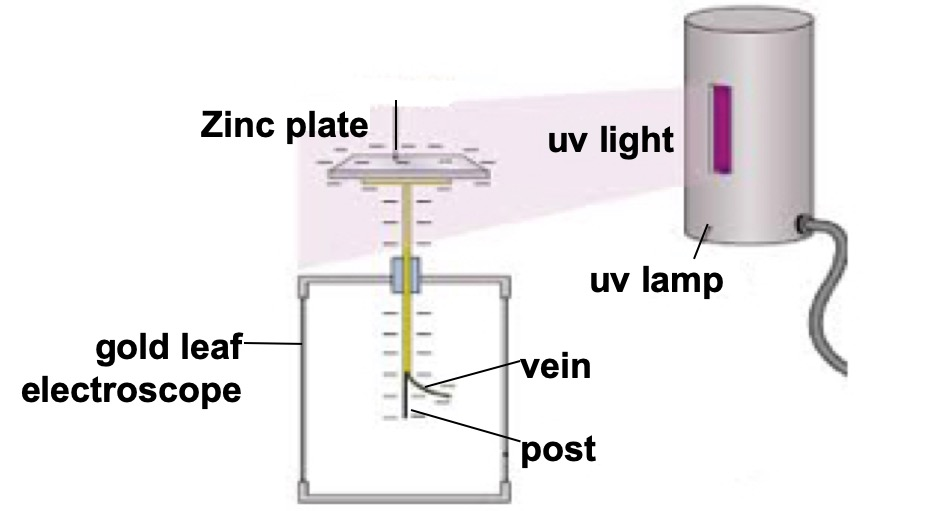 Zinc plate
uv light
uv lamp
gold leaf
electroscope
vein
post